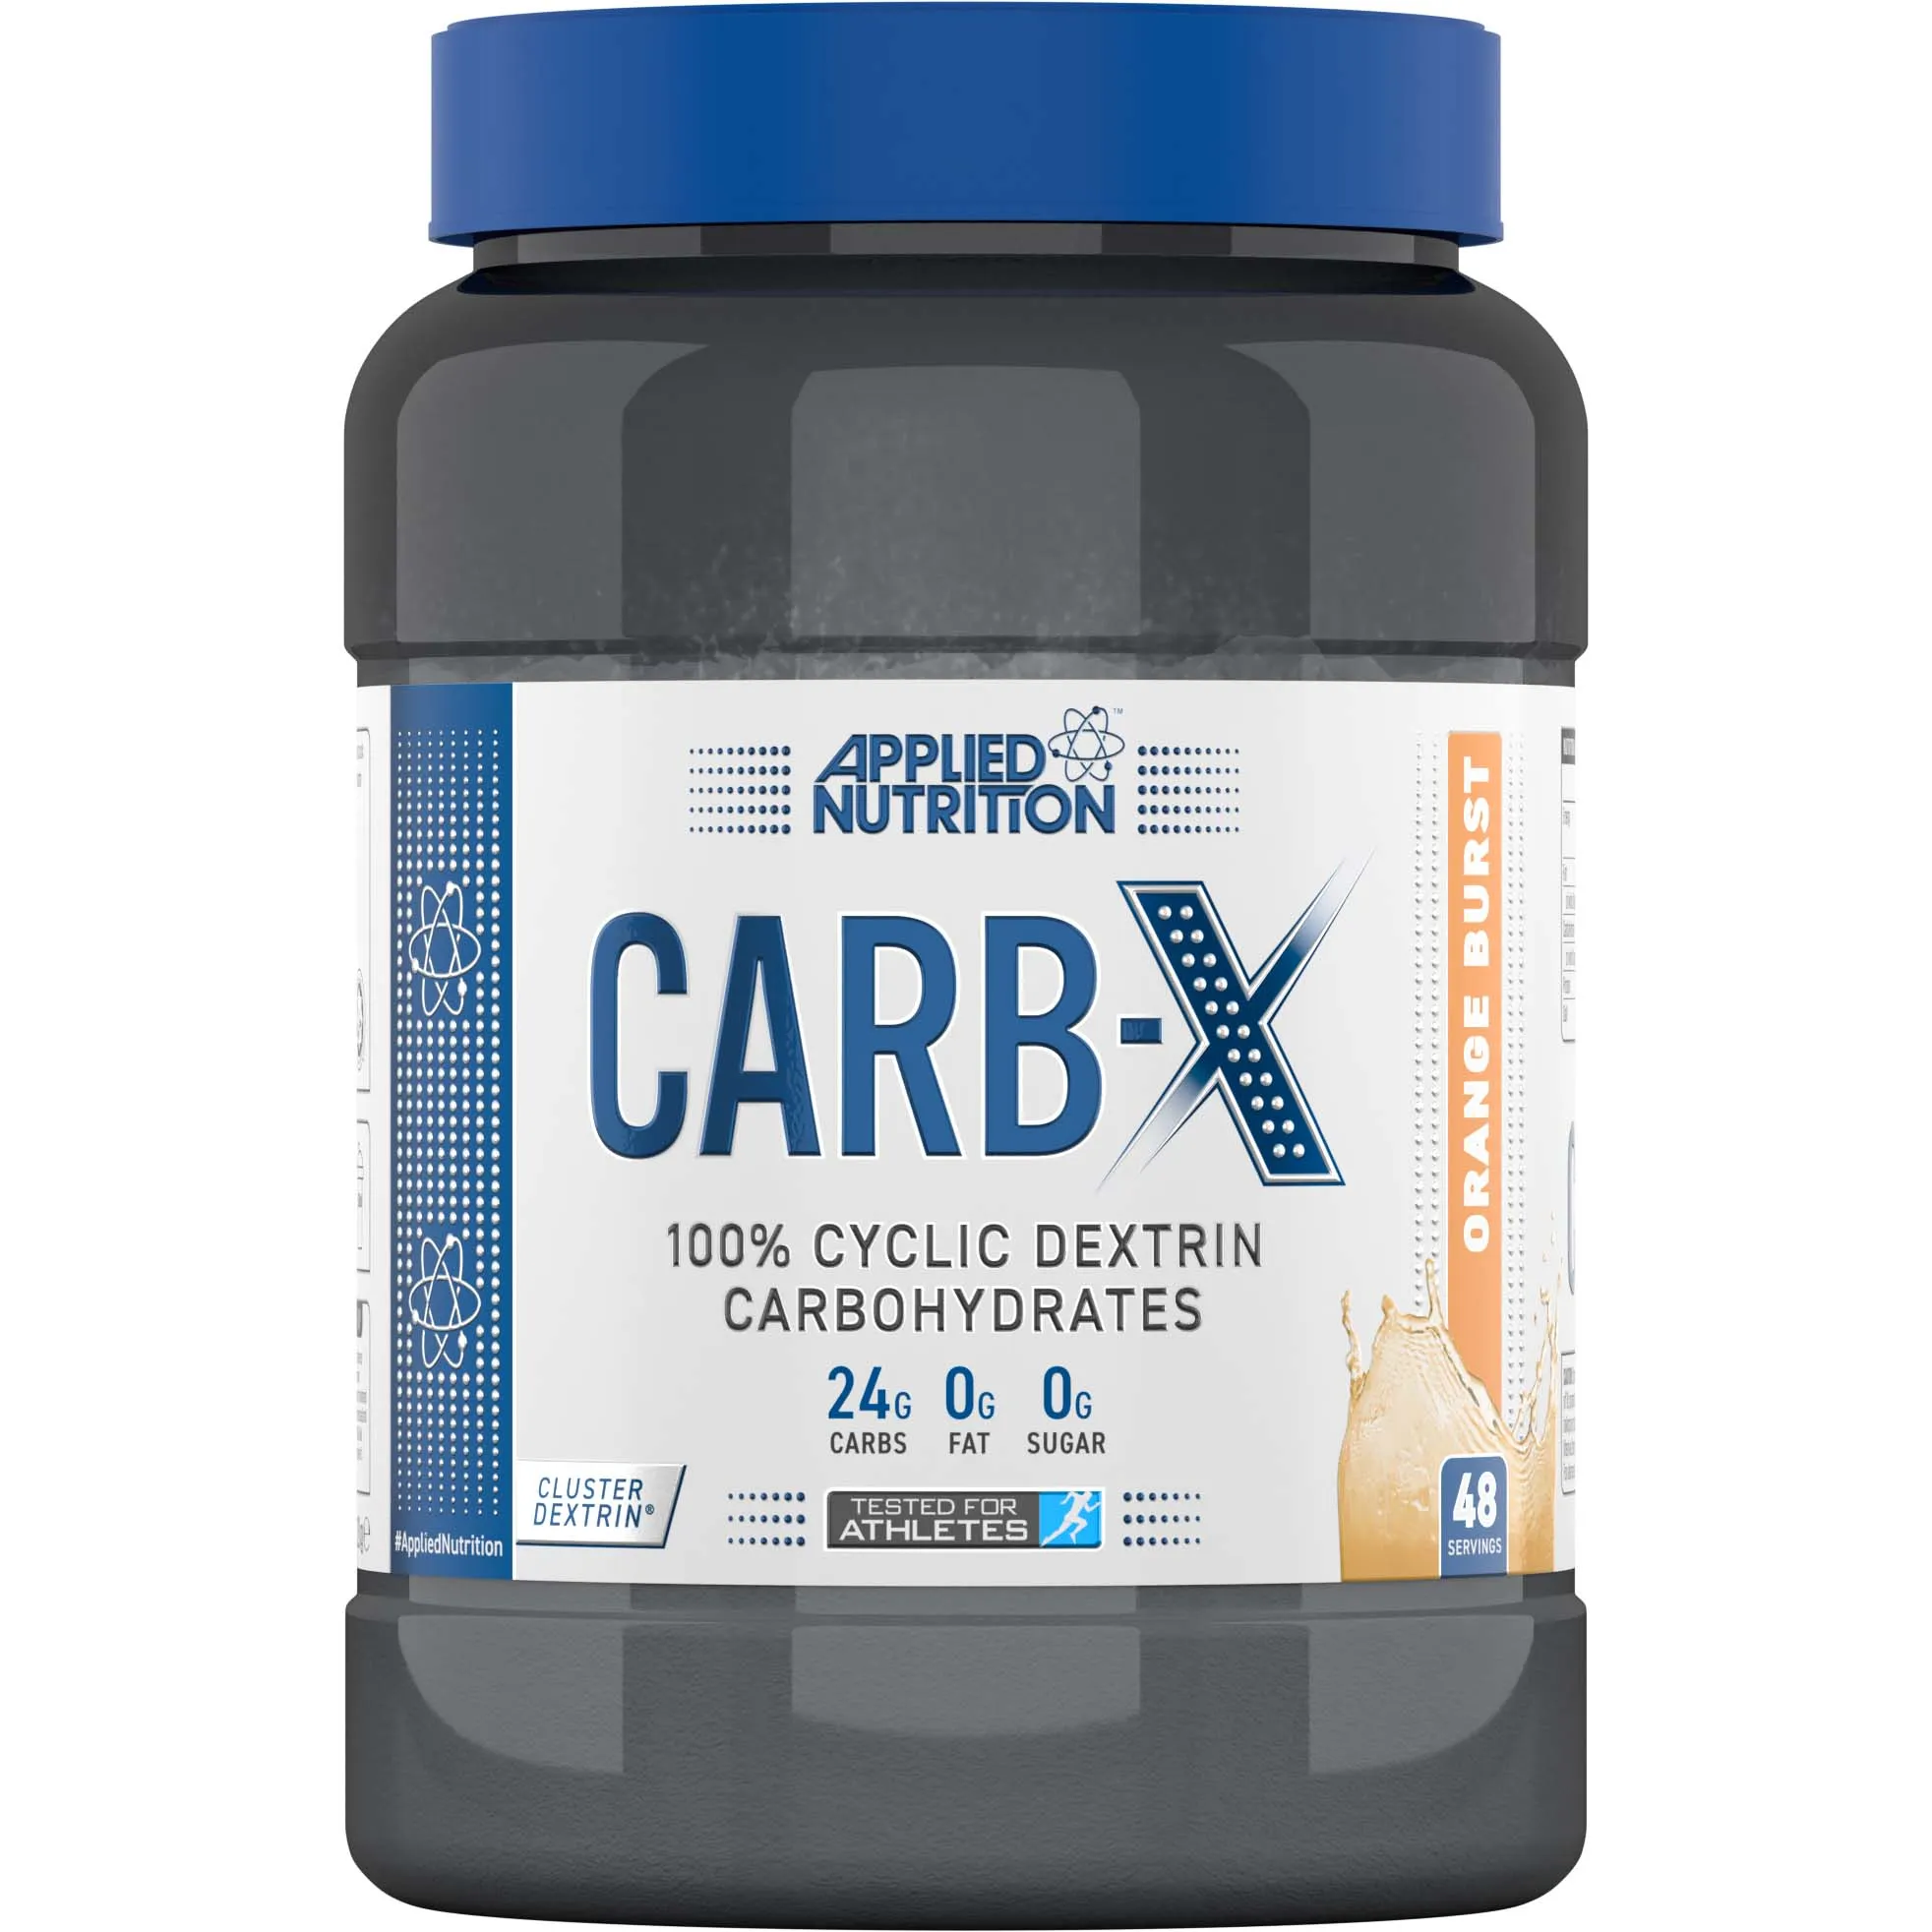 APPLIED
NUTRITION
™
CARB-X
100% CYCLIC DEXTRIN
CARBOHYDRATES
24G 0G 0G
CARBS FAT SUGAR
CLUSTER
DEXTRIN®
TESTED FOR
ATHLETES
#AppliedNutrition
ORANGE BURST
48
SERVINGS